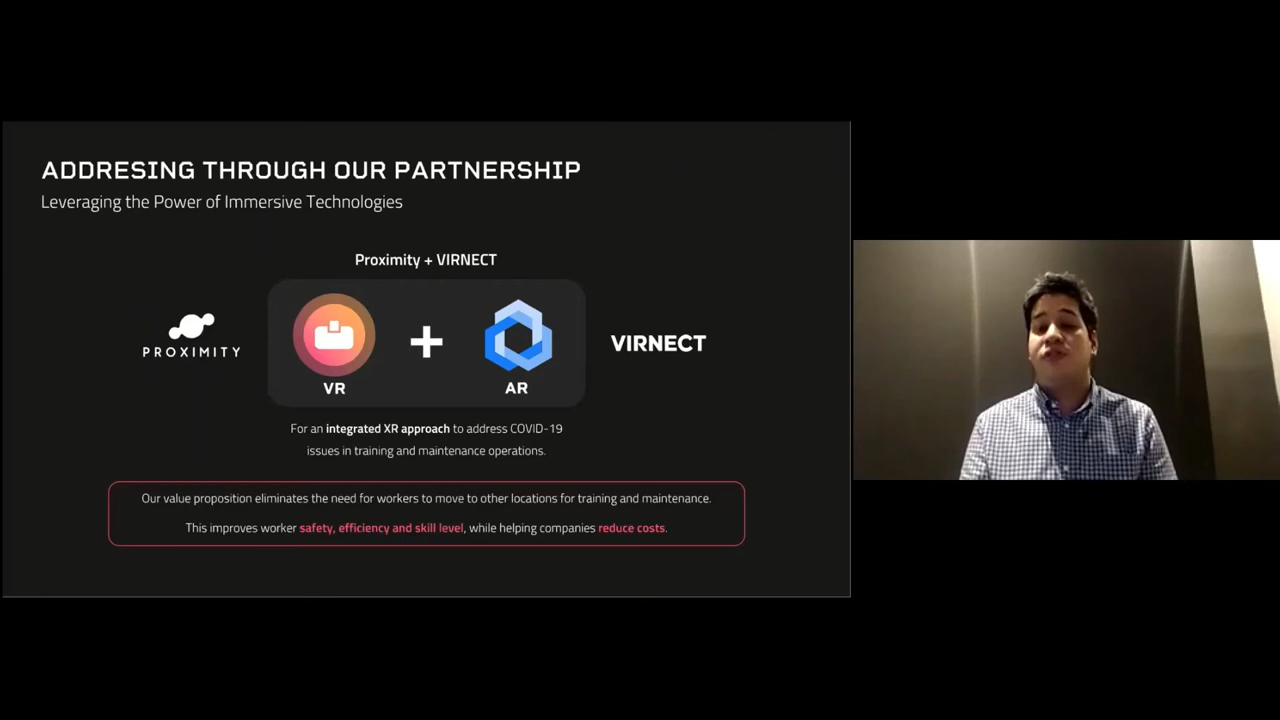 ADDRESING THROUGH OUR PARTNERSHIP
Leveraging the Power of Immersive Technologies
Proximity + VIRNECT
PROXIMITY
VR
AR
VIRNECT
For an integrated XR approach to address COVID-19
issues in training and maintenance operations.
Our value proposition eliminates the need for workers to move to other locations for training and maintenance.
This improves worker safety, efficiency and skill level, while helping companies reduce costs.